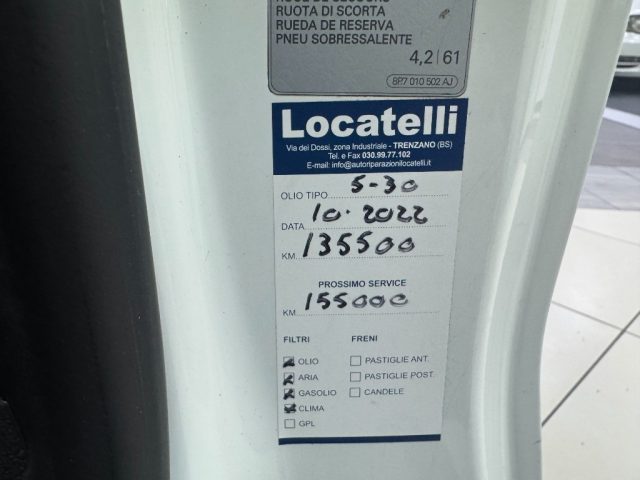 RUOTA DI SCORTA
RUEDA DE RESERVA
PNEU SOBRESSALENTE
4,2 | 61
8P7 010 502 AJ
Locatelli
Via dei Dossi, zona Industriale - TRENZANO (BS)
Tel. e Fax 030.99.77.102
E-mail: info@autoriparazionilocatelli.it
OLIO TIPO 5-30
DATA 10.2022
KM. 135500
PROSSIMO SERVICE
KM. 155000
FILTRI FRENI
OLIO PASTIGLIE ANT.
ARIA PASTIGLIE POST.
GASOLIO CANDELE
CLIMA
GPL